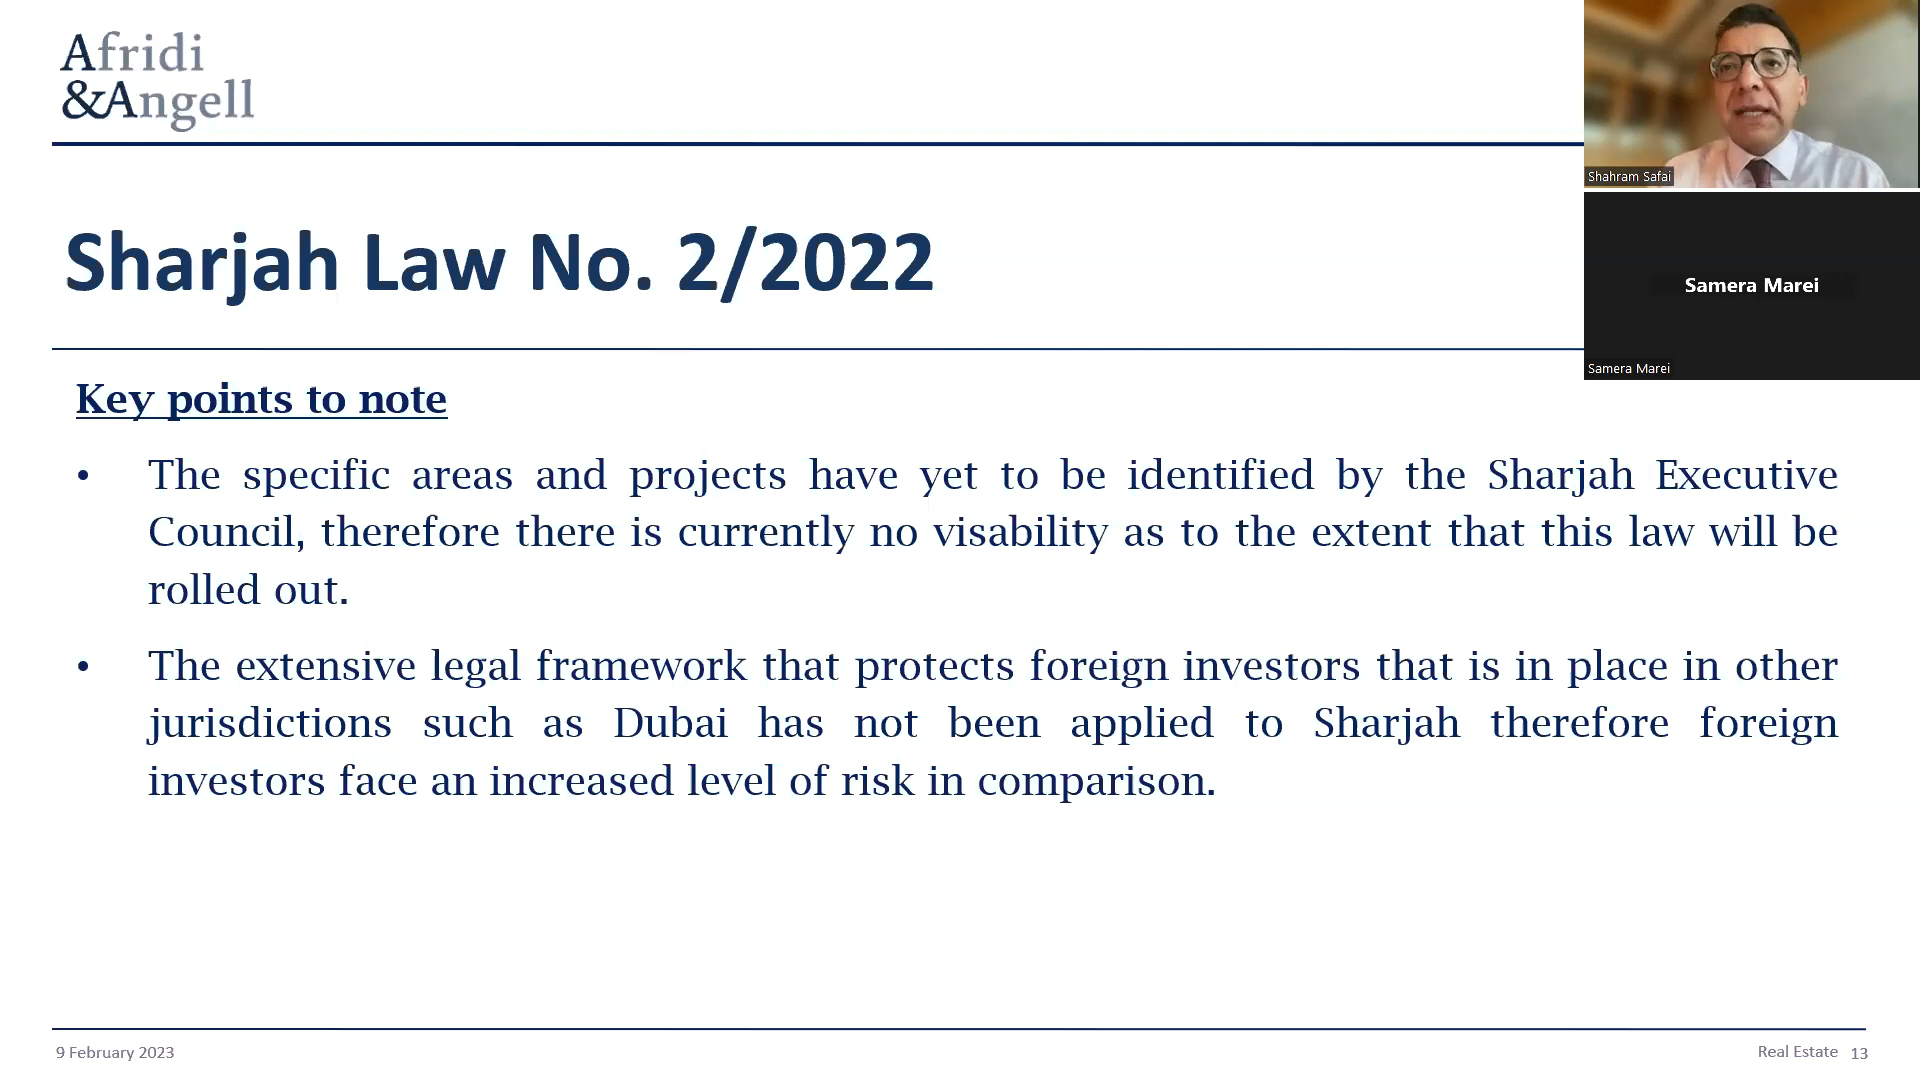 Afridi
&Angell
Shahram Safai
Samera Marei
Samera Marei
Sharjah Law No. 2/2022
Key points to note
• The specific areas and projects have yet to be identified by the Sharjah Executive
Council, therefore there is currently no visability as to the extent that this law will be
rolled out.
• The extensive legal framework that protects foreign investors that is in place in other
jurisdictions such as Dubai has not been applied to Sharjah therefore foreign
investors face an increased level of risk in comparison.
9 February 2023
Real Estate 13